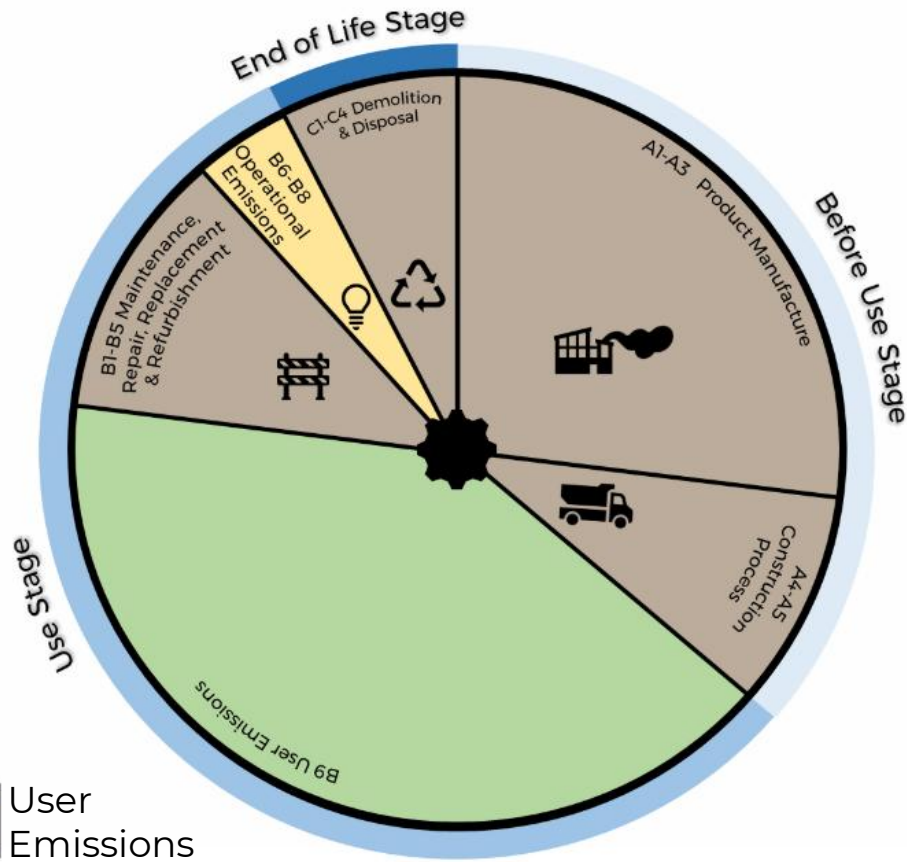 End of Life Stage
Before Use Stage
Use Stage
C1-C4 Demolition
& Disposal
A1-A3 Product Manufacture
A4-A5
Construction
Process
B9 User Emissions
B1-B5 Maintenance,
Repair, Replacement
& Refurbishment
B6-B8
Operational
Emissions
User
Emissions